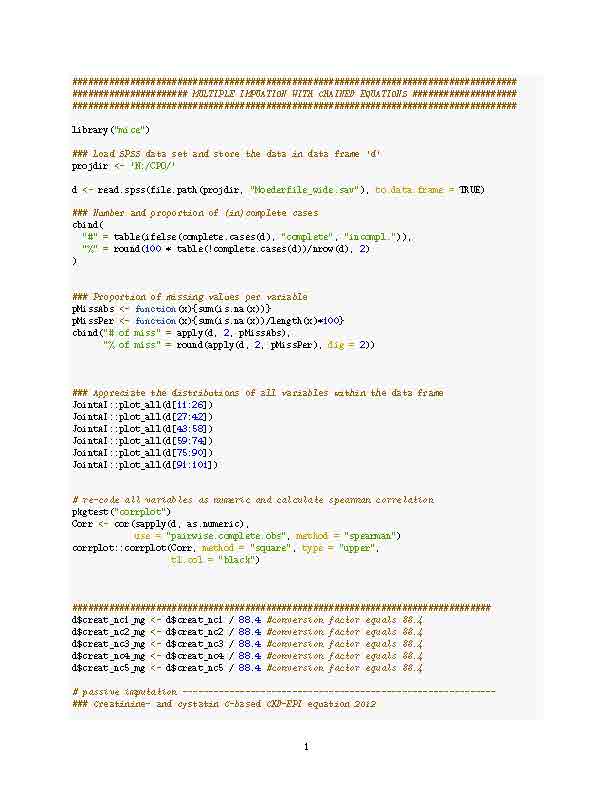 #####################################################################################
###################### MULTIPLE IMPUATION WITH CHAINED EQUATIONS ####################
#####################################################################################
library("mice")
### Load SPSS data set and store the data in data frame 'd'
projdir <- 'N:/CPO/'
d <- read.spss(file.path(projdir, "Moederfile_wide.sav"), to.data.frame = TRUE)
### Number and proportion of (in)complete cases
cbind(
"#" = table(ifelse(complete.cases(d), "complete", "incompl.")),
"%" = round(100 * table(!complete.cases(d))/nrow(d), 2)
)
### Proportion of missing values per variable
pMissAbs <- function(x){sum(is.na(x))}
pMissPer <- function(x){sum(is.na(x))/length(x)*100}
cbind("# of miss" = apply(d, 2, pMissAbs),
"% of miss" = round(apply(d, 2, pMissPer), dig = 2))
### Appreciate the distributions of all variables within the data frame
JointAI::plot_all(d[11:26])
JointAI::plot_all(d[27:42])
JointAI::plot_all(d[43:58])
JointAI::plot_all(d[59:74])
JointAI::plot_all(d[75:90])
JointAI::plot_all(d[91:101])
# re-code all variables as numeric and calculate spearman correlation
pkgtest("corrplot")
Corr <- cor(sapply(d, as.numeric),
use = "pairwise.complete.obs", method = "spearman")
corrplot::corrplot(Corr, method = "square", type = "upper",
tl.col = "black")
################################################################################
d$creat_nc1_mg <- d$creat_nc1 / 88.4 #conversion factor equals 88.4
d$creat_nc2_mg <- d$creat_nc2 / 88.4 #conversion factor equals 88.4
d$creat_nc3_mg <- d$creat_nc3 / 88.4 #conversion factor equals 88.4
d$creat_nc4_mg <- d$creat_nc4 / 88.4 #conversion factor equals 88.4
d$creat_nc5_mg <- d$creat_nc5 / 88.4 #conversion factor equals 88.4
# passive imputation ------------------------------------------------------------
### Creatinine- and cystatin C-based CKD-EPI equation 2012
1